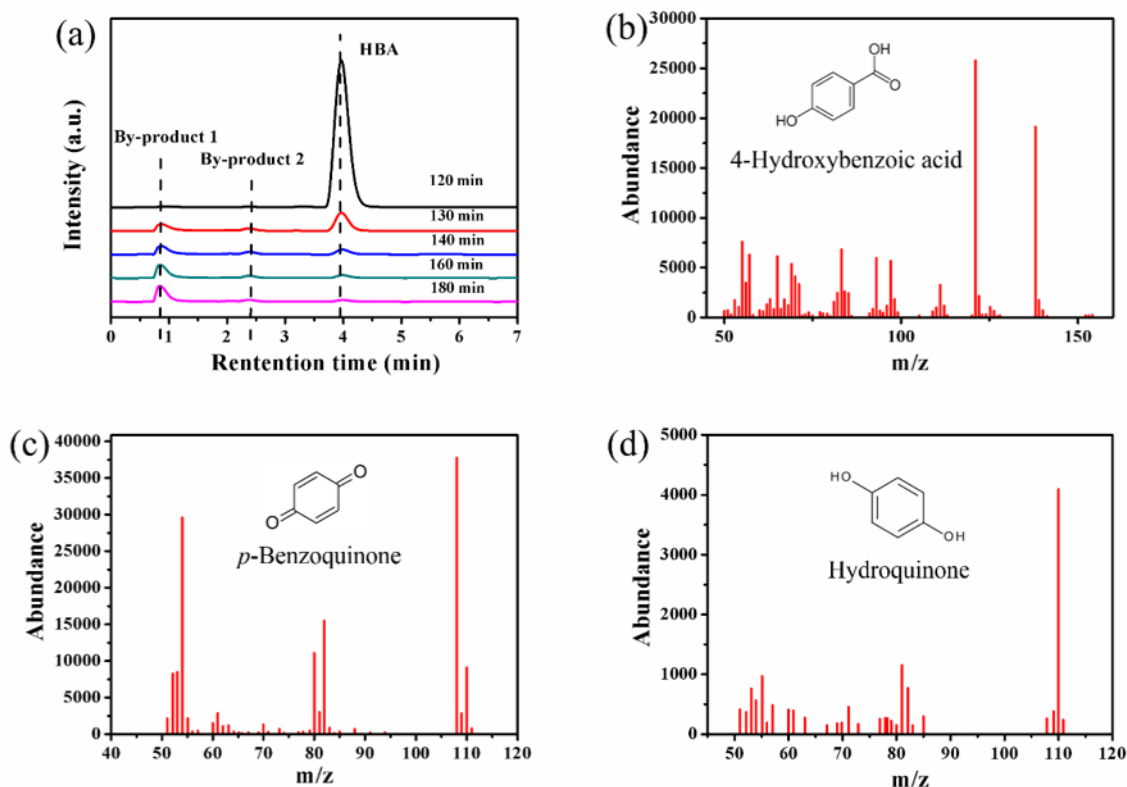 (a)
HBA
By-product 1
By-product 2
120 min
130 min
140 min
160 min
180 min
Intensity (a.u.)
0 1 2 3 4 5 6 7
Rentention time (min)
(b)
30000
25000
20000
15000
10000
5000
0
Abundance
OH
O
HO
4-Hydroxybenzoic acid
50 100 150
m/z
(c)
40000
35000
30000
25000
20000
15000
10000
5000
0
Abundance
O
O
p-Benzoquinone
40 60 80 100 120
m/z
(d)
5000
4000
3000
2000
1000
0
Abundance
HO
OH
Hydroquinone
50 60 70 80 90 100 110 120
m/z